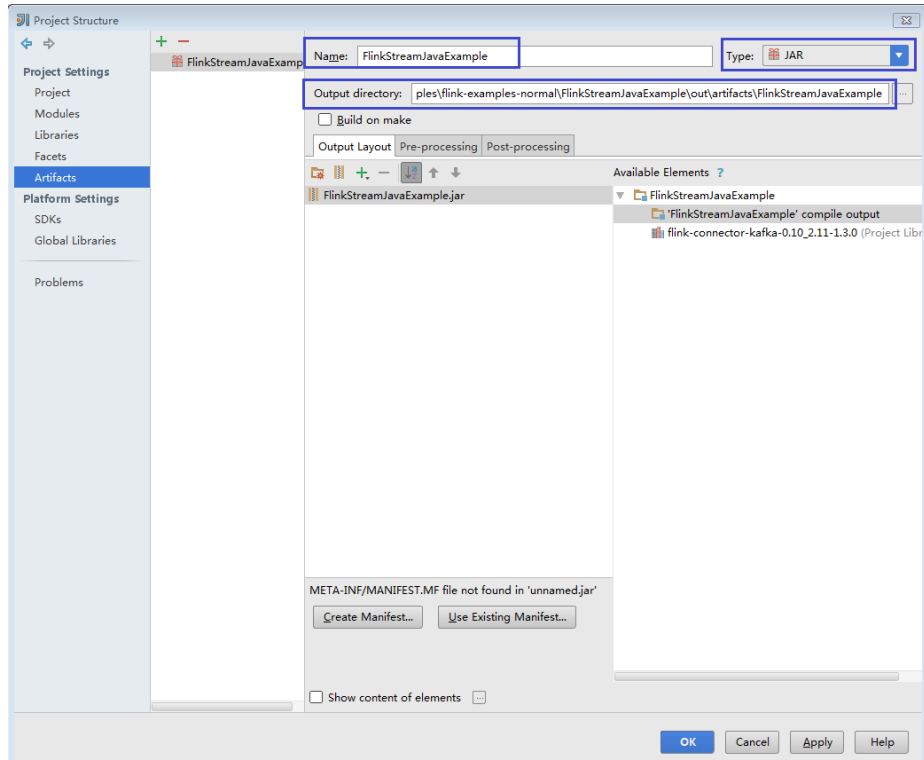 Project Structure
Project Settings
Project
Modules
Libraries
Facets
Artifacts
Platform Settings
SDKs
Global Libraries
Problems
FlinkStreamJavaExamp
Name: FlinkStreamJavaExample
Type: JAR
Output directory: ples\flink-examples-normal\FlinkStreamJavaExample\out\artifacts\FlinkStreamJavaExample ...
Build on make
Output Layout Pre-processing Post-processing
Available Elements ?
FlinkStreamJavaExample.jar
FlinkStreamJavaExample
'FlinkStreamJavaExample' compile output
flink-connector-kafka-0.10_2.11-1.3.0 (Project Libr
META-INF/MANIFEST.MF file not found in 'unnamed.jar'
Create Manifest... Use Existing Manifest...
Show content of elements ...
OK Cancel Apply Help